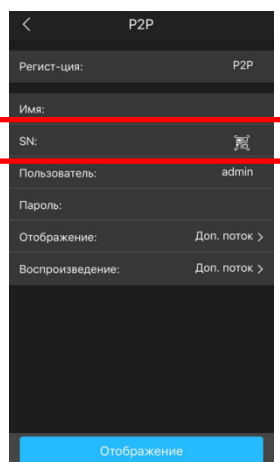 P2P
Регист-ция: P2P
Имя:
SN:
Пользователь: admin
Пароль:
Отображение: Доп. поток
Воспроизведение: Доп. поток
Отображение